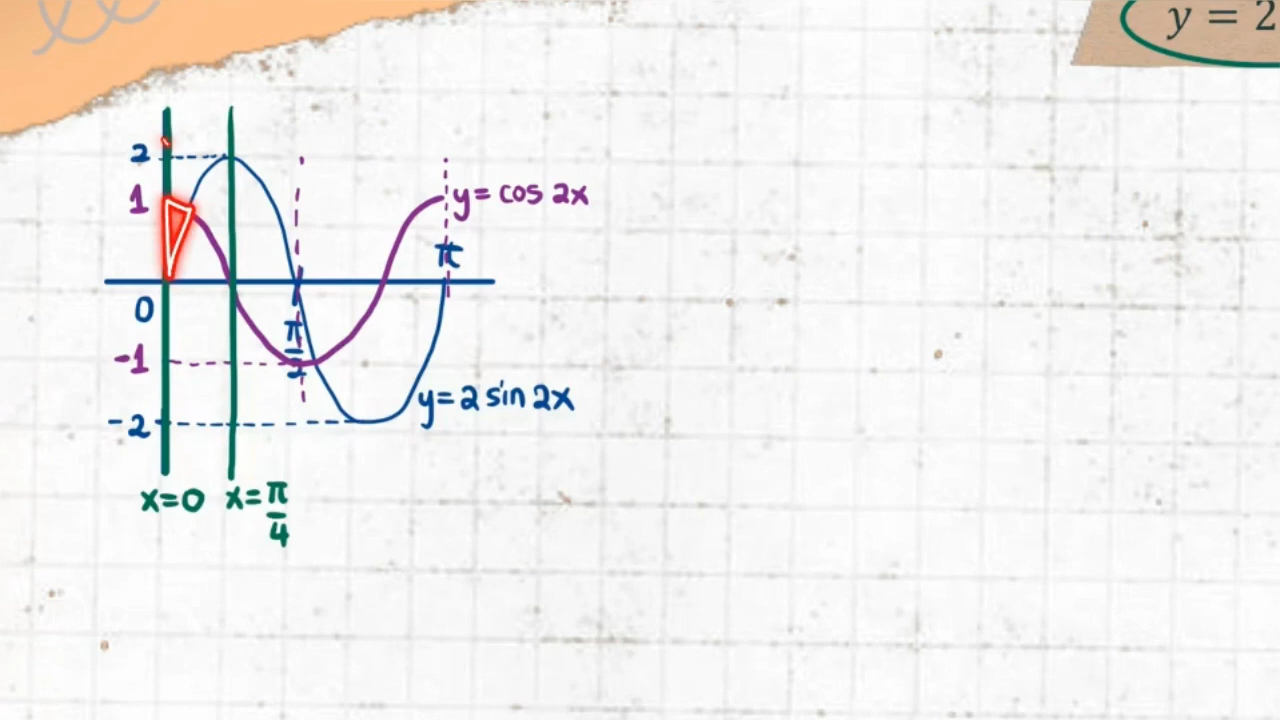 y = 2
2
1
y = cos 2x
π
0
π/2
-1
y = 2 sin 2x
-2
x = 0 x = π/4